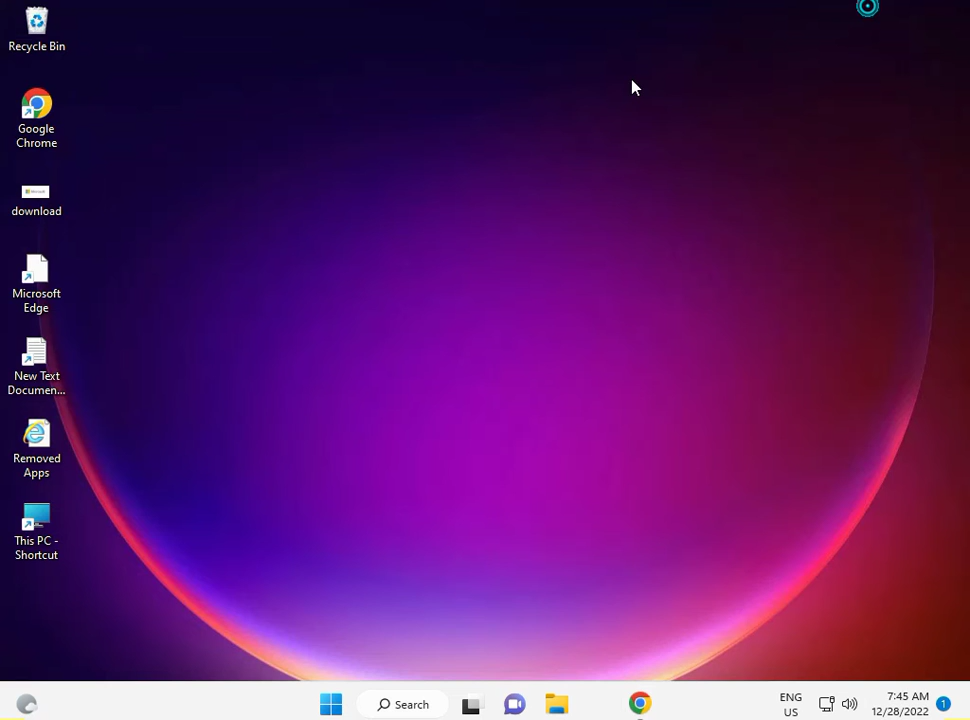 Recycle Bin
Google
Chrome
download
Microsoft
Edge
New Text
Documen...
Removed
Apps
This PC -
Shortcut
Search
ENG
US
7:45 AM
12/28/2022
1